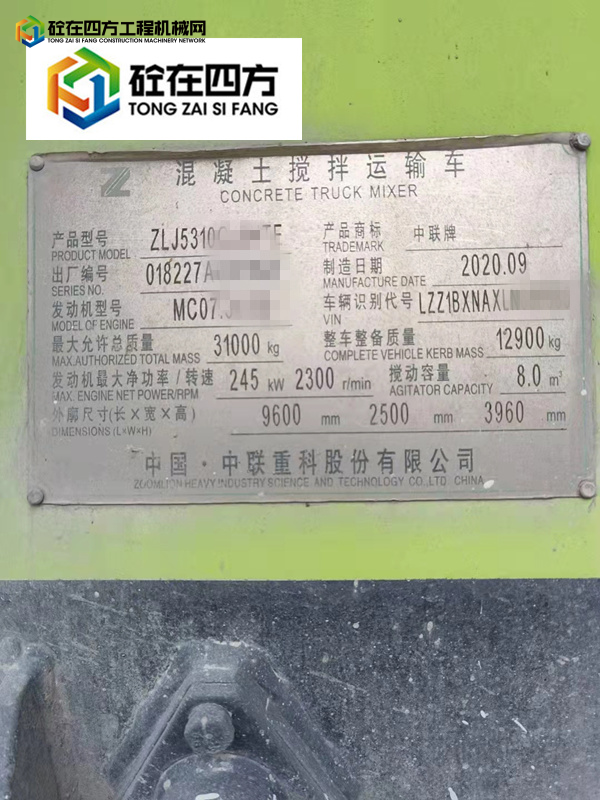 砼在四方工程机械网
TONG ZAI SI FANG CONSTRUCTION MACHINERY NETWORK
砼在四方
TONG ZAI SI FANG
混凝土搅拌运输车
CONCRETE TRUCK MIXER
产品型号 ZLJ5310 产品商标 中联牌
PRODUCT MODEL TRADEMARK
出厂编号 018227A 制造日期 2020.09
SERIES NO. MANUFACTURE DATE
发动机型号 MC07. 车辆识别代号 LZZ1BXNAXL
MODEL OF ENGINE VIN
最大允许总质量 31000 kg 整车整备质量 12900 kg
MAX.AUTHORIZED TOTAL MASS COMPLETE VEHICLE KERB MASS
发动机最大净功率/转速 245 kW 2300 r/min 搅动容量 8.0 m³
MAX. ENGINE NET POWER/RPM AGITATOR CAPACITY
外廓尺寸(长×宽×高) 9600 mm 2500 mm 3960 mm
DIMENSIONS (L×W×H)
中国·中联重科股份有限公司
ZOOMLION HEAVY INDUSTRY SCIENCE AND TECHNOLOGY CO.,LTD. CHINA